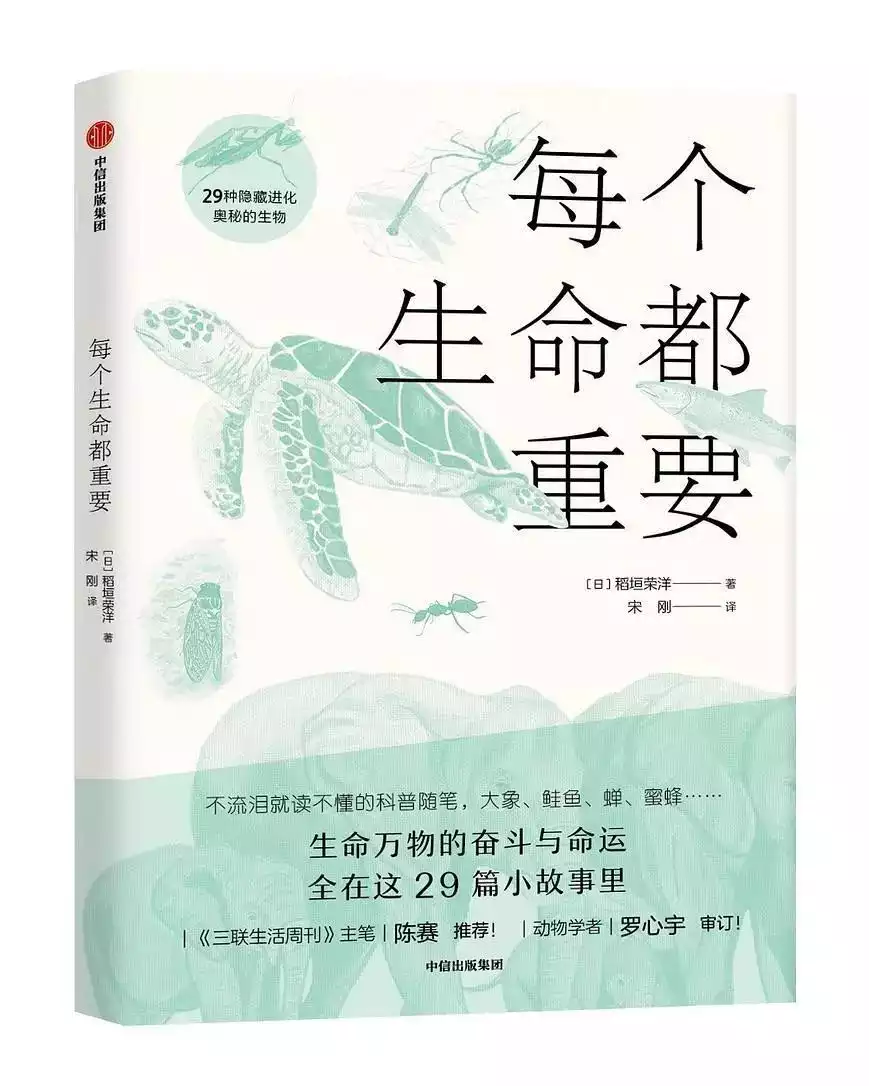 中信出版集团
每个生命都重要
[日]稻垣荣洋 著
宋 刚 译
29种隐藏进化
奥秘的生物
每个
生命都
重要
[日]稻垣荣洋——著
宋 刚——译
不流泪就读不懂的科普随笔，大象、鲑鱼、蝉、蜜蜂……
生命万物的奋斗与命运
全在这29篇小故事里
|《三联生活周刊》主笔|陈赛 推荐！ |动物学者|罗心宇 审订！
中信出版集团